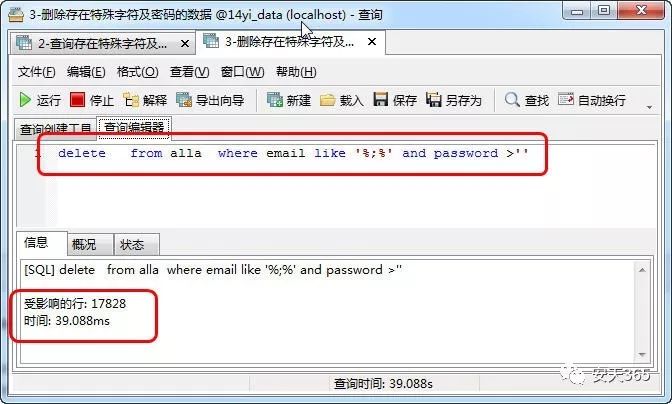 3-删除存在特殊字符及密码的数据 @14yi_data (localhost) - 查询
2-查询存在特殊字符及... 3-删除存在特殊字符及...
文件(F) 编辑(E) 格式(O) 查看(V) 窗口(W) 帮助(H)
运行 停止 解释 导出向导 新建 载入 保存 另存为 查找 自动换行
查询创建工具 查询编辑器
1 delete   from alla  where email like '%;%' and password >''
信息 概况 状态
[SQL] delete   from alla  where email like '%;%' and password >''
受影响的行: 17828
时间: 39.088ms
查询时间: 39.088s
安天365